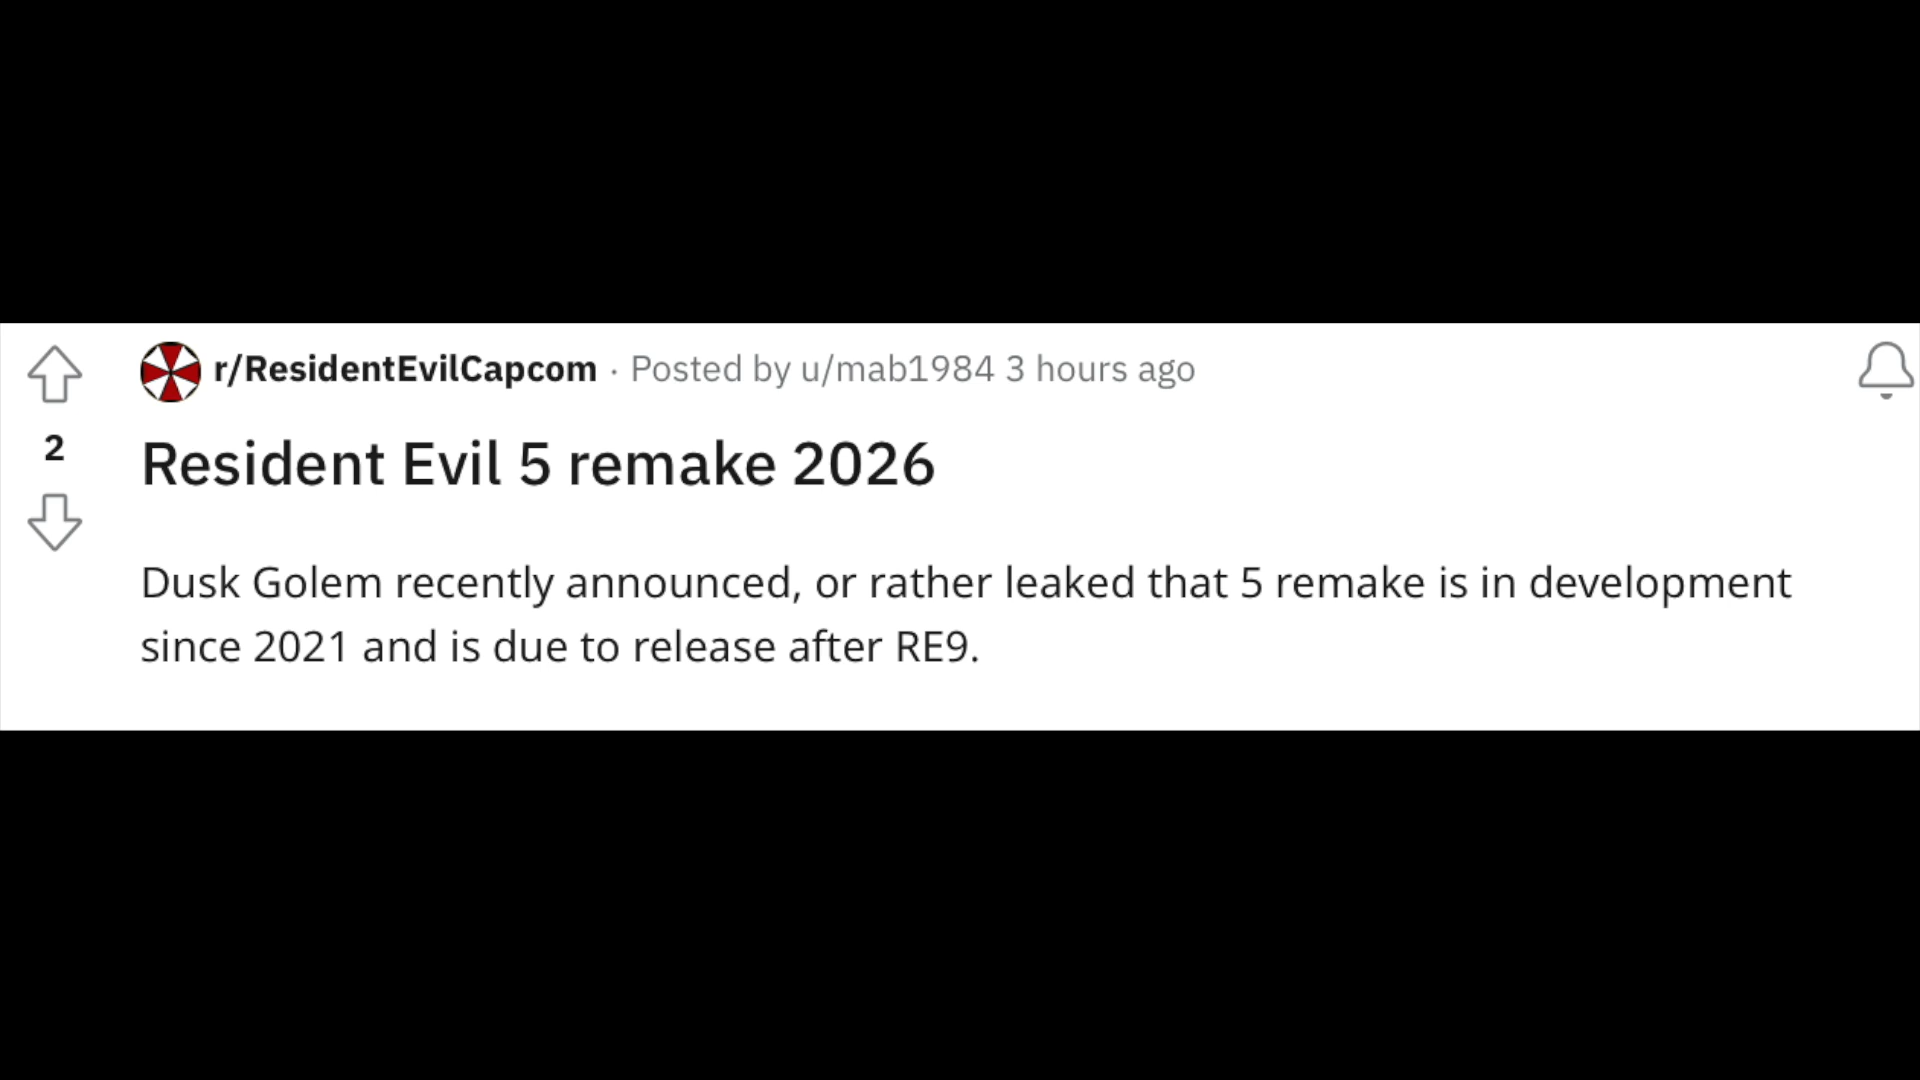 r/ResidentEvilCapcom · Posted by u/mab1984 3 hours ago
2
Resident Evil 5 remake 2026
Dusk Golem recently announced, or rather leaked that 5 remake is in development
since 2021 and is due to release after RE9.